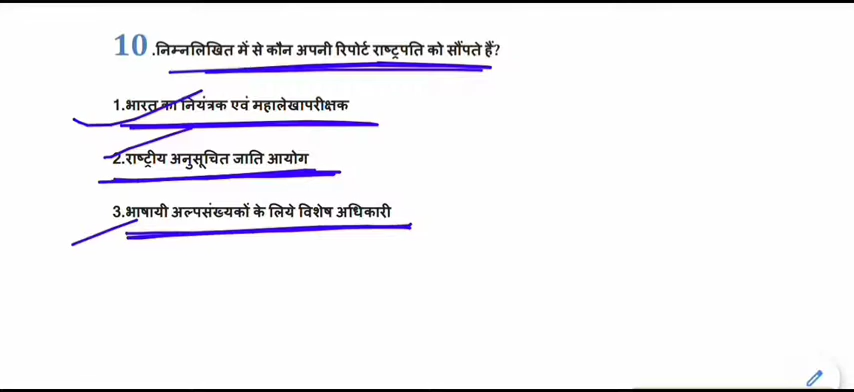 10 .निम्नलिखित में से कौन अपनी रिपोर्ट राष्ट्रपति को सौंपते हैं?
1.भारत का नियंत्रक एवं महालेखापरीक्षक
2.राष्ट्रीय अनुसूचित जाति आयोग
3.भाषायी अल्पसंख्यकों के लिये विशेष अधिकारी